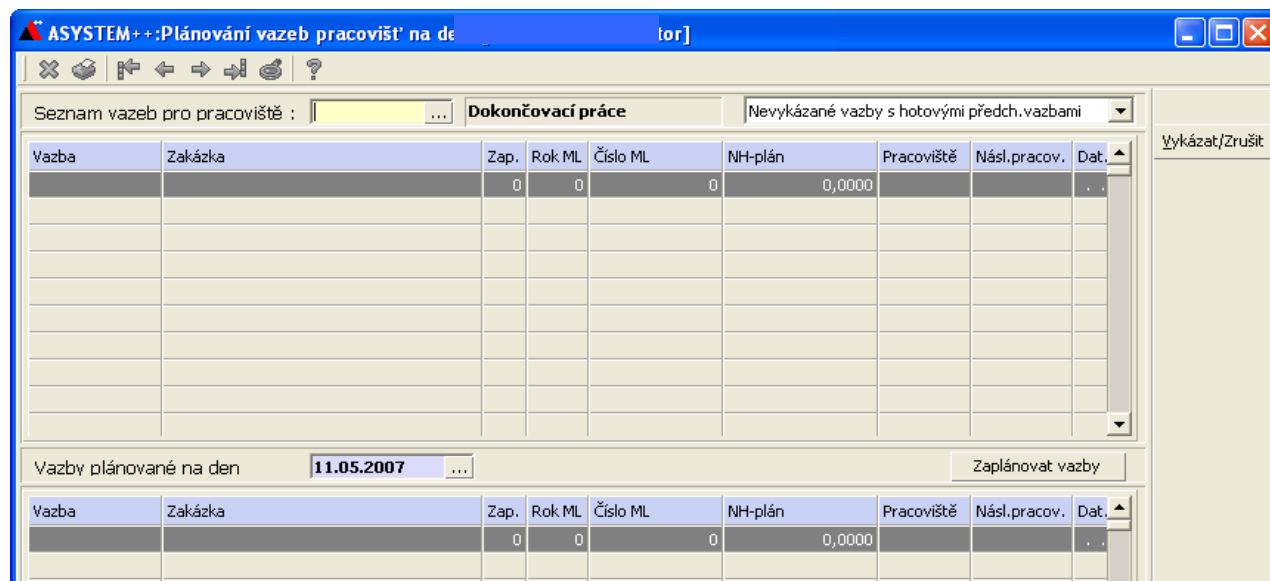 ASYSTEM++:Plánování vazeb pracovišť na de tor]
Seznam vazeb pro pracoviště : ... Dokončovací práce Nevykázané vazby s hotovými předch.vazbami
Vykázat/Zrušit
Vazba Zakázka Zap. Rok ML Číslo ML NH-plán Pracoviště Násl.pracov. Dat.
0 0 0 0,0000 . .
Vazby plánované na den 11.05.2007 ... Zaplánovat vazby
Vazba Zakázka Zap. Rok ML Číslo ML NH-plán Pracoviště Násl.pracov. Dat.
0 0 0 0,0000 . .